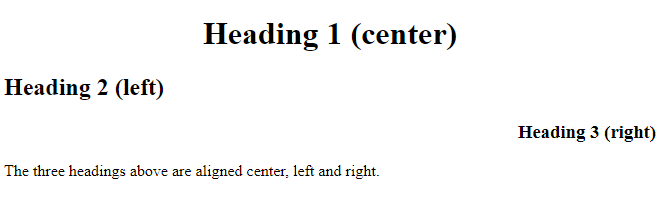 Heading 1 (center)
Heading 2 (left)
Heading 3 (right)
The three headings above are aligned center, left and right.